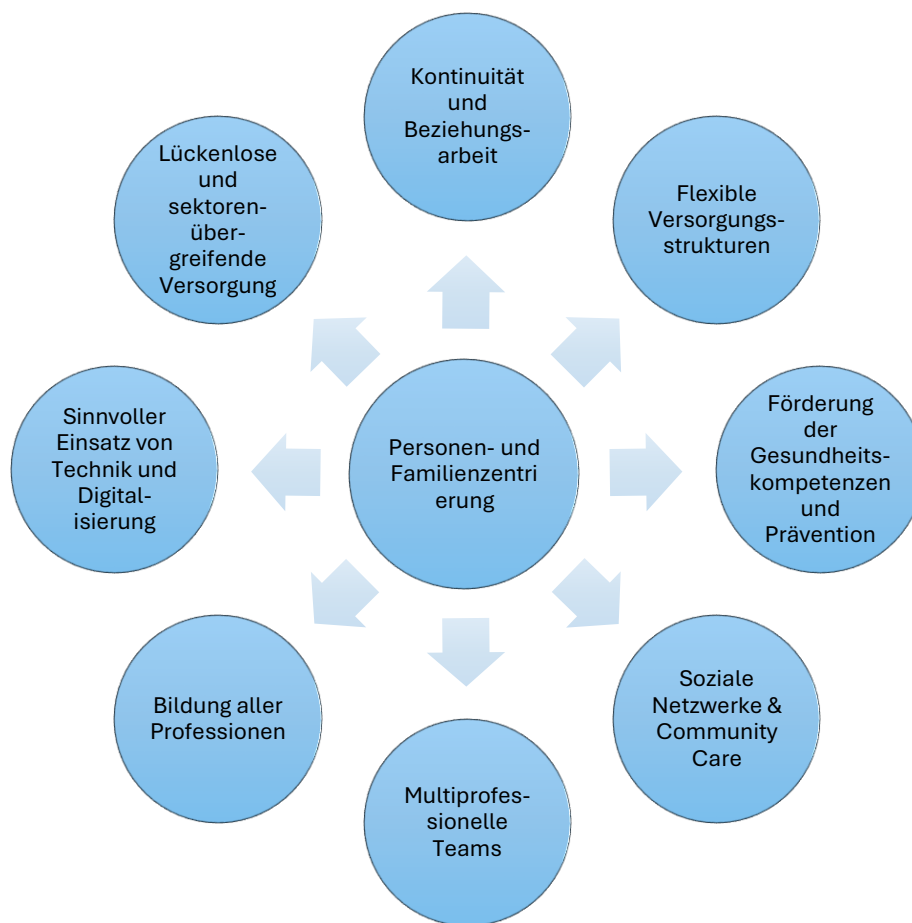 Kontinuität
und
Beziehungs-
arbeit
Flexible
Versorgungs-
strukturen
Förderung
der
Gesundheits-
kompetenzen
und
Prävention
Soziale
Netzwerke &
Community
Care
Multiprofes-
sionelle
Teams
Bildung aller
Professionen
Sinnvoller
Einsatz von
Technik und
Digital-
isierung
Lückenlose
und
sektoren-
über-
greifende
Versorgung
Personen- und
Familienzentri
erung